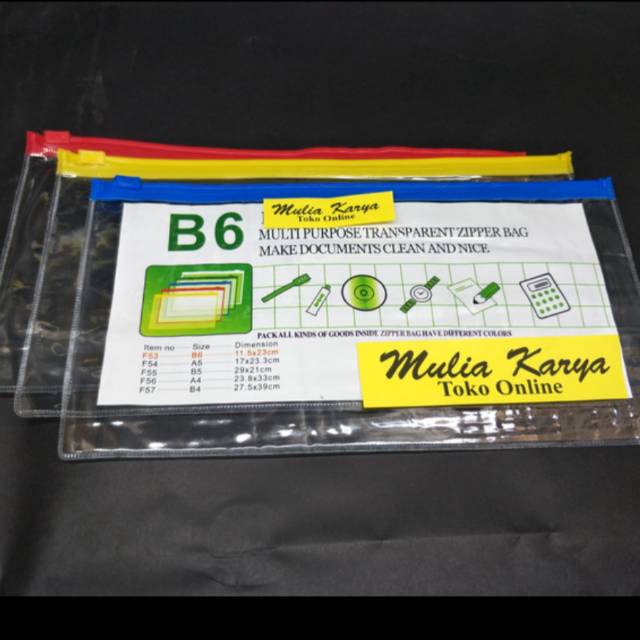 B6
Mulia Karya
Toko Online
MULTI PURPOSE TRANSPARENT ZIPPER BAG
MAKE DOCUMENTS CLEAN AND NICE
PACK ALL KINDS OF GOODS INSIDE ZIPPER BAG HAVE DIFFERENT COLORS
Item no Size Dimension
F53 B6 11.5x23cm
F54 A5 17x23.3cm
F55 B5 29x21cm
F56 A4 23.8x33cm
F57 B4 27.5x39cm
Mulia Karya
Toko Online